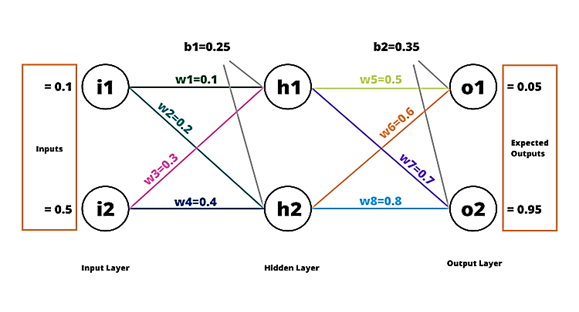 b1=0.25
b2=0.35
= 0.1
i1
w1=0.1
h1
w5=0.5
o1
= 0.05
w2=0.2
w6=0.6
Inputs
Expected
Outputs
w3=0.3
w7=0.7
= 0.5
i2
w4=0.4
h2
w8=0.8
o2
= 0.95
Input Layer
Hidden Layer
Output Layer